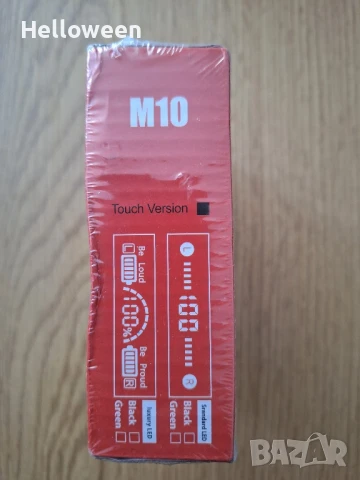 Helloween
M10
Touch Version
Be Loud
Be Proud
L
100%
R
L
100
R
luxury LED
Black
Green
Standard LED
Black
Green
BAZAR
bg